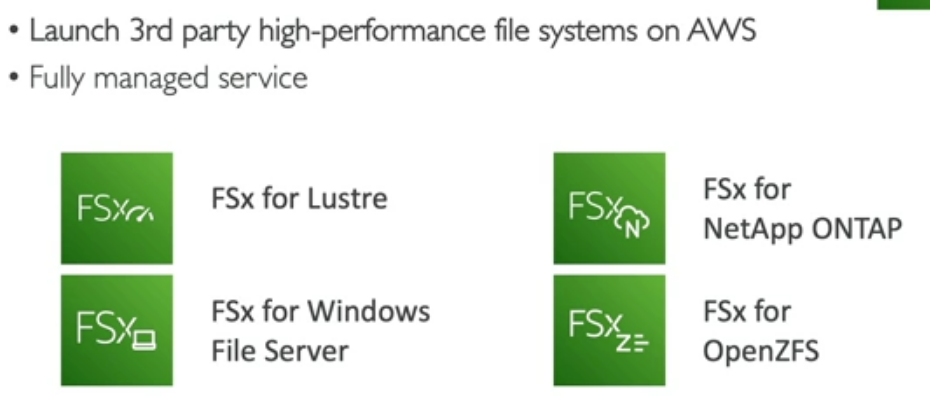 • Launch 3rd party high-performance file systems on AWS
• Fully managed service
FSx
FSx for Lustre
FSx
N
FSx for
NetApp ONTAP
FSx
FSx for Windows
File Server
FSx
Z
FSx for
OpenZFS